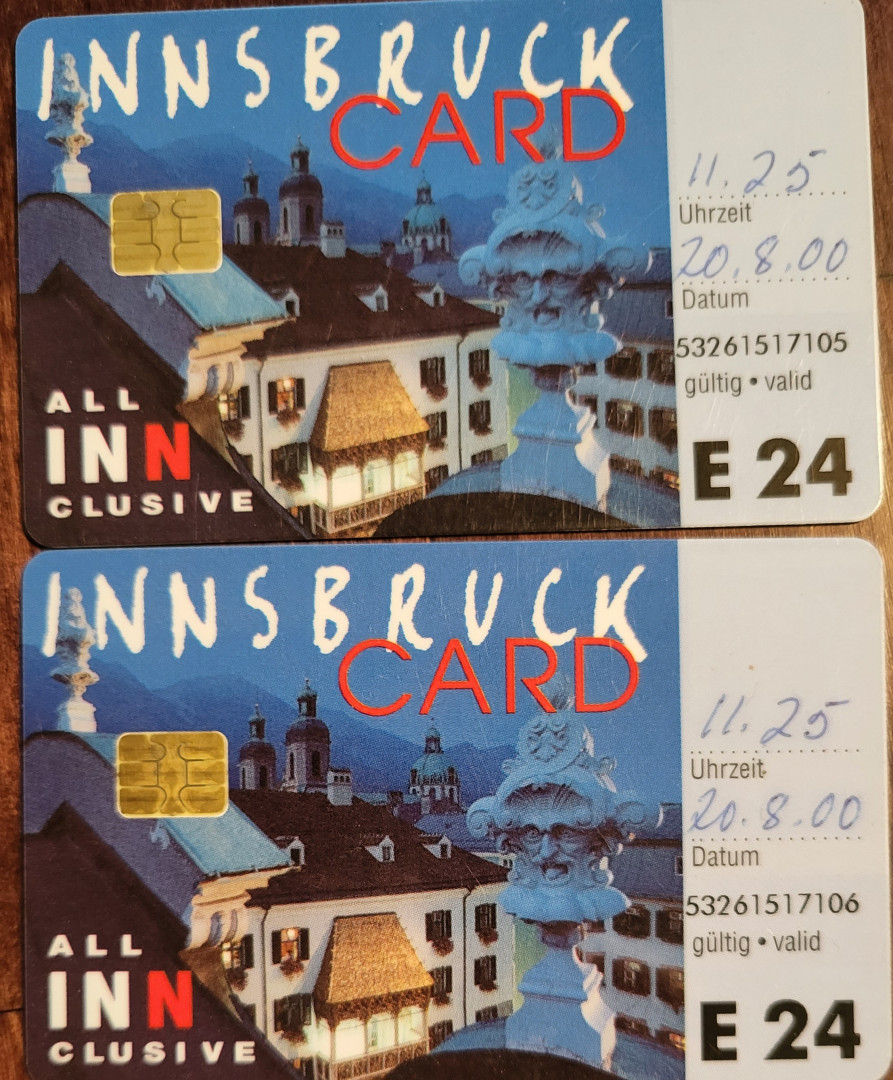 INNSBRUCK
CARD
11.25
Uhrzeit
20.8.00
Datum
53261517105
gültig • valid
E 24
ALL
INN
CLUSIVE
INNSBRUCK
CARD
11.25
Uhrzeit
20.8.00
Datum
53261517106
gültig • valid
E 24
ALL
INN
CLUSIVE